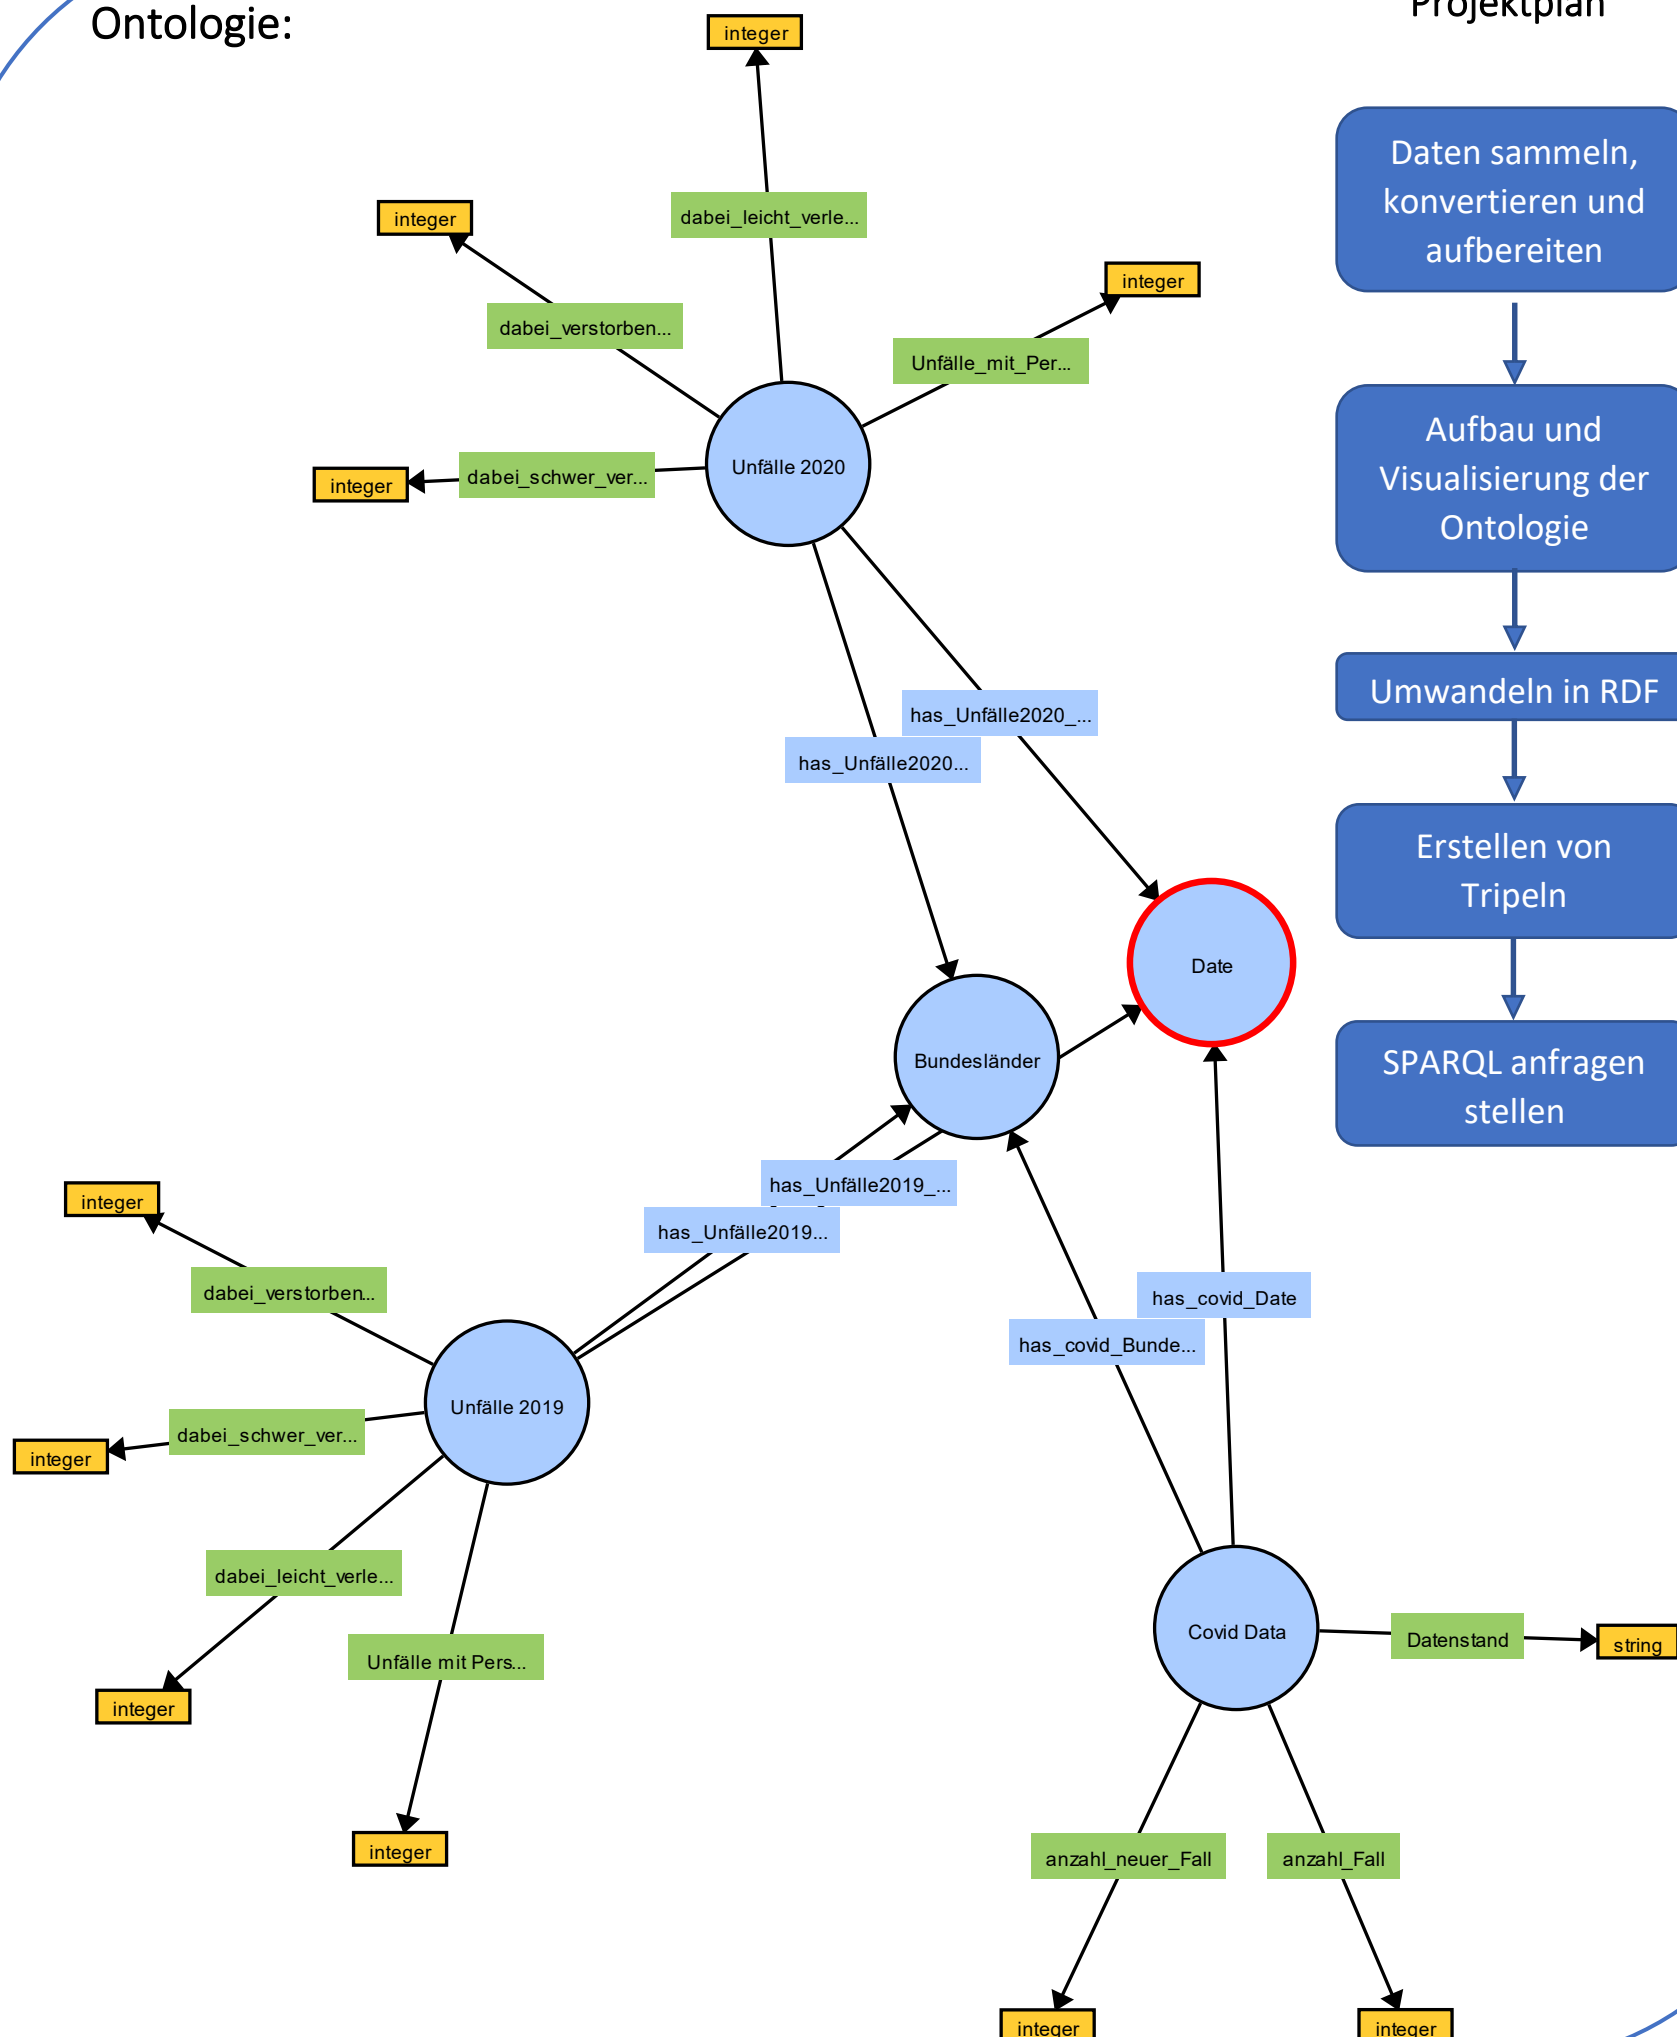 Ontologie:
Projektplan
integer
integer
dabei_leicht_verle...
integer
dabei_verstorben...
Unfälle_mit_Per...
Unfälle 2020
dabei_schwer_ver...
integer
has_Unfälle2020_...
has_Unfälle2020...
Date
Bundesländer
has_Unfälle2019_...
has_Unfälle2019...
integer
dabei_verstorben...
has_covid_Date
has_covid_Bunde...
Unfälle 2019
dabei_schwer_ver...
integer
dabei_leicht_verle...
Unfälle mit Pers...
integer
integer
Covid Data
Datenstand
string
anzahl_neuer_Fall
anzahl_Fall
integer
integer
Daten sammeln,
konvertieren und
aufbereiten
Aufbau und
Visualisierung der
Ontologie
Umwandeln in RDF
Erstellen von
Tripeln
SPARQL anfragen
stellen